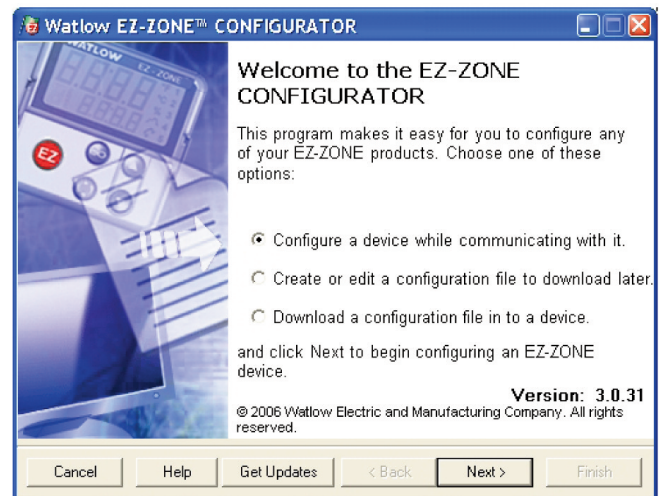 Watlow EZ-ZONE™ CONFIGURATOR
WATLOW
EZ-ZONE
EZ
Welcome to the EZ-ZONE
CONFIGURATOR
This program makes it easy for you to configure any
of your EZ-ZONE products. Choose one of these
options:
Configure a device while communicating with it.
Create or edit a configuration file to download later.
Download a configuration file in to a device.
and click Next to begin configuring an EZ-ZONE
device.
Version: 3.0.31
© 2006 Watlow Electric and Manufacturing Company. All rights
reserved.
Cancel Help Get Updates < Back Next > Finish